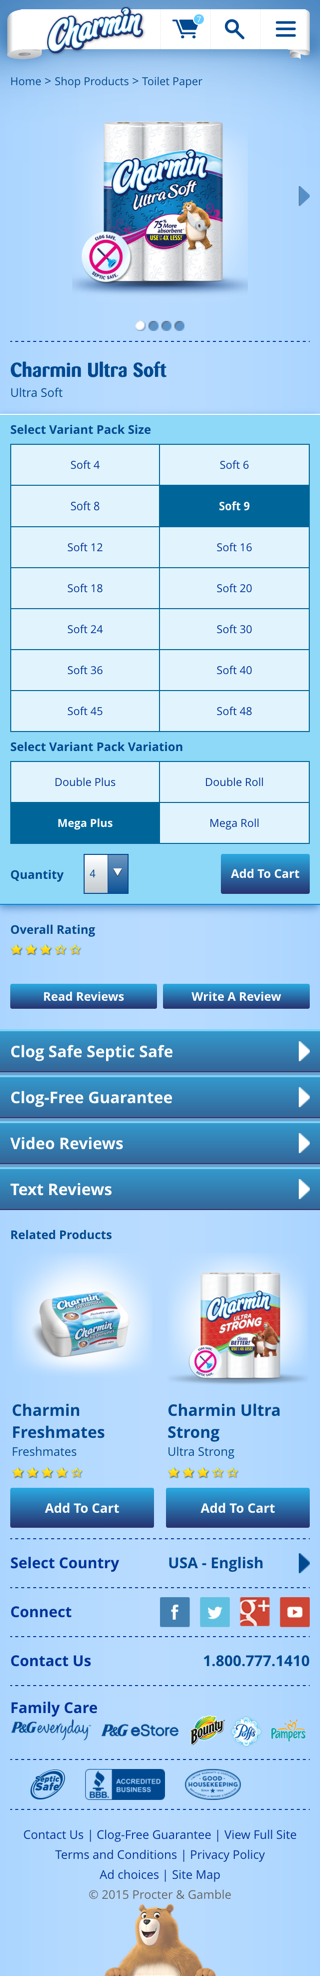 Charmin
7
Home > Shop Products > Toilet Paper
Charmin
Ultra Soft
75% More
absorbent
USE UP TO 4X LESS!
CLOG SAFE.
SEPTIC SAFE.
Charmin Ultra Soft
Ultra Soft
Select Variant Pack Size
Soft 4
Soft 6
Soft 8
Soft 9
Soft 12
Soft 16
Soft 18
Soft 20
Soft 24
Soft 30
Soft 36
Soft 40
Soft 45
Soft 48
Select Variant Pack Variation
Double Plus
Double Roll
Mega Plus
Mega Roll
Quantity
4
Add To Cart
Overall Rating
Read Reviews
Write A Review
Clog Safe Septic Safe
Clog-Free Guarantee
Video Reviews
Text Reviews
Related Products
Charmin
Charmin
Charmin
ULTRA
STRONG
Charmin
Freshmates
Freshmates
Charmin Ultra
Strong
Ultra Strong
Add To Cart
Add To Cart
Select Country
USA - English
Connect
f
g+
Contact Us
1.800.777.1410
Family Care
P&G everyday
P&G eStore
Bounty
Puffs
Pampers
Septic
Safe
BBB.
ACCREDITED
BUSINESS
GOOD
HOUSEKEEPING
Contact Us | Clog-Free Guarantee | View Full Site
Terms and Conditions | Privacy Policy
Ad choices | Site Map
© 2015 Procter & Gamble